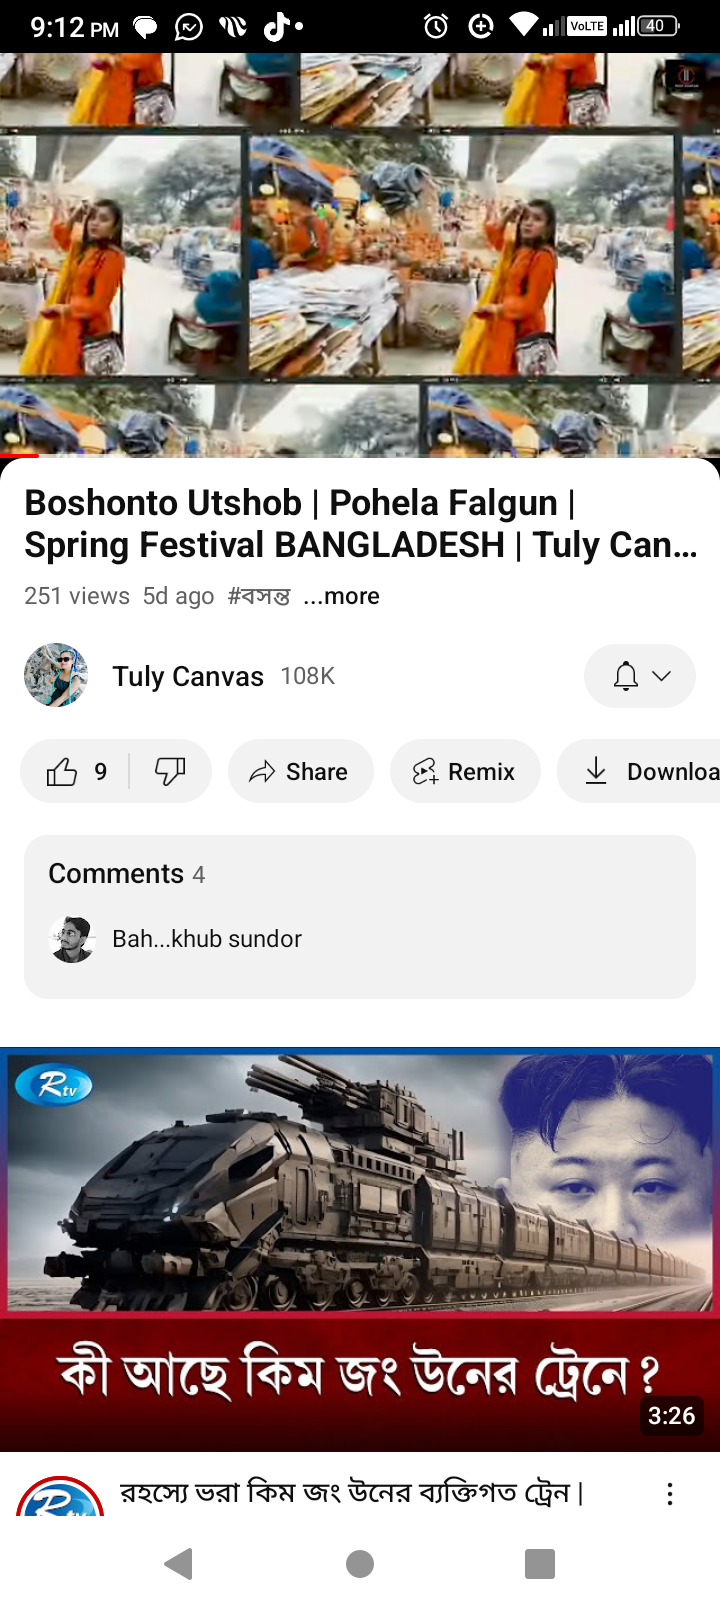 9:12 PM
VoLTE
40
Boshonto Utshob | Pohela Falgun |
Spring Festival BANGLADESH | Tuly Can...
251 views 5d ago #বসন্ত ...more
Tuly Canvas 108K
9 Share Remix Downloa
Comments 4
Bah...khub sundor
Rtv
কী আছে কিম জং উনের ট্রেনে ?
3:26
রহস্যে ভরা কিম জং উনের ব্যক্তিগত ট্রেন |
Rtv